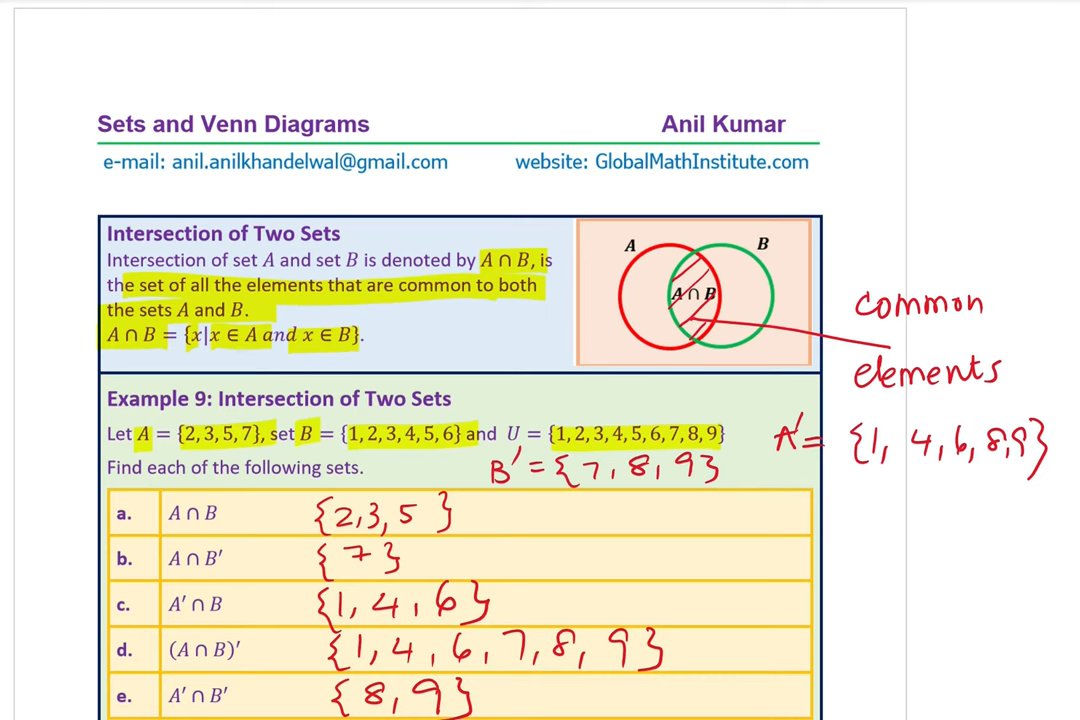 Sets and Venn Diagrams Anil Kumar
e-mail: anil.anilkhandelwal@gmail.com website: GlobalMathInstitute.com
Intersection of Two Sets
Intersection of set A and set B is denoted by A ∩ B, is
the set of all the elements that are common to both
the sets A and B.
A ∩ B = {x|x ∈ A and x ∈ B}.
A B
A ∩ B
common
elements
Example 9: Intersection of Two Sets
Let A = {2, 3, 5, 7}, set B = {1, 2, 3, 4, 5, 6} and U = {1, 2, 3, 4, 5, 6, 7, 8, 9}
A' = {1, 4, 6, 8, 9}
Find each of the following sets.
B' = {7, 8, 9}
a. A ∩ B {2, 3, 5}
b. A ∩ B′ {7}
c. A′ ∩ B {1, 4, 6}
d. (A ∩ B)′ {1, 4, 6, 7, 8, 9}
e. A′ ∩ B′ {8, 9}